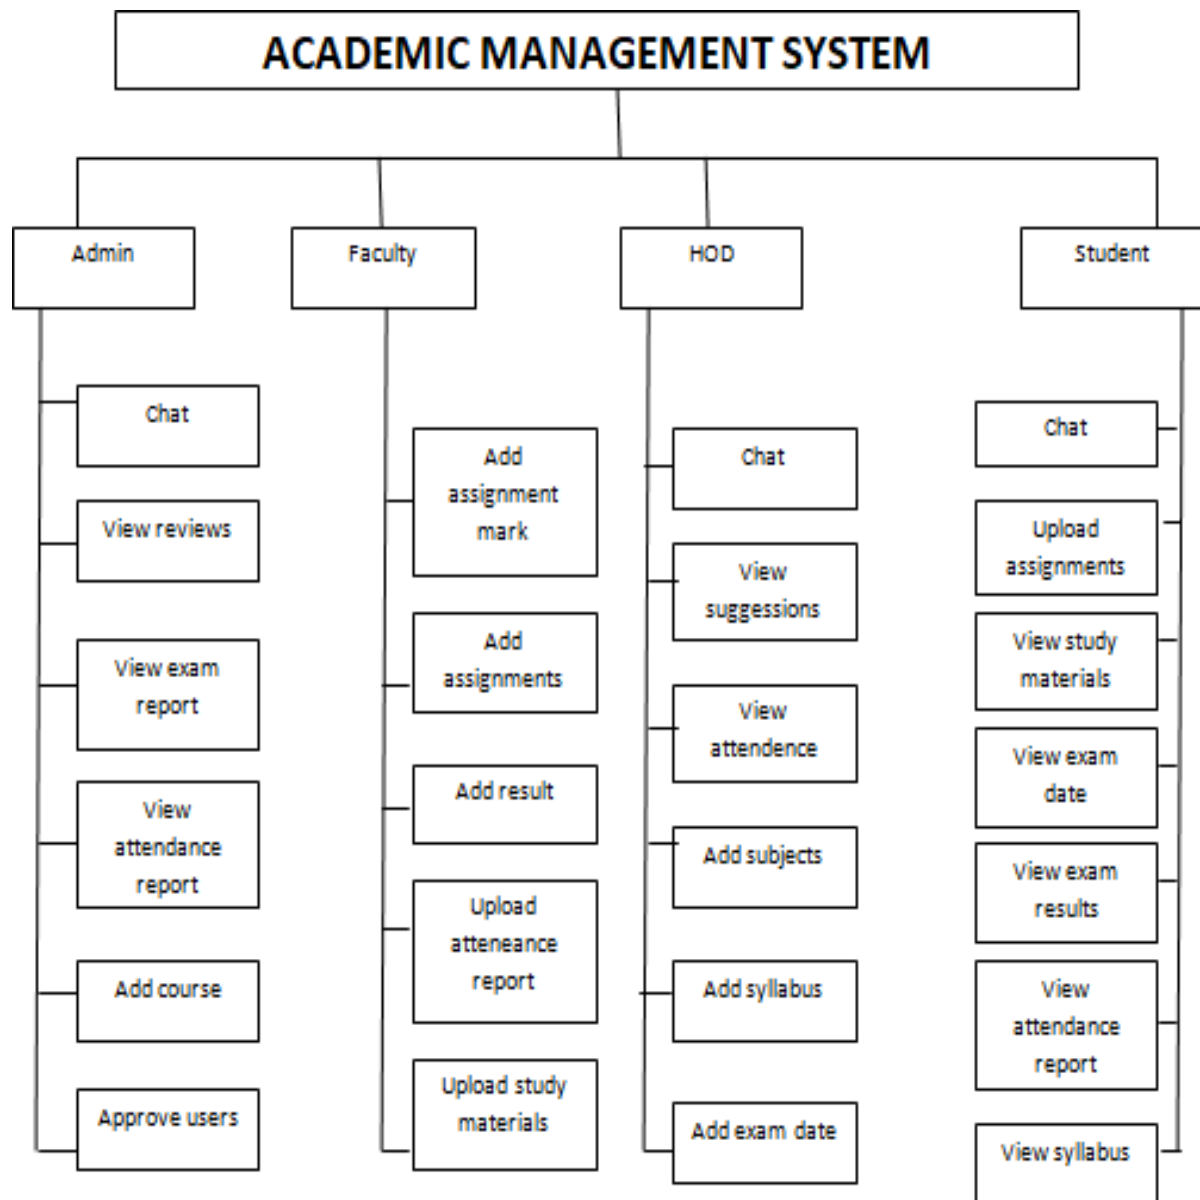 ACADEMIC MANAGEMENT SYSTEM
Admin
Faculty
HOD
Student
Chat
View reviews
View exam
report
View
attendance
report
Add course
Approve users
Add
assignment
mark
Add
assignments
Add result
Upload
atteneance
report
Upload study
materials
Chat
View
suggessions
View
attendence
Add subjects
Add syllabus
Add exam date
Chat
Upload
assignments
View study
materials
View exam
date
View exam
results
View
attendance
report
View syllabus